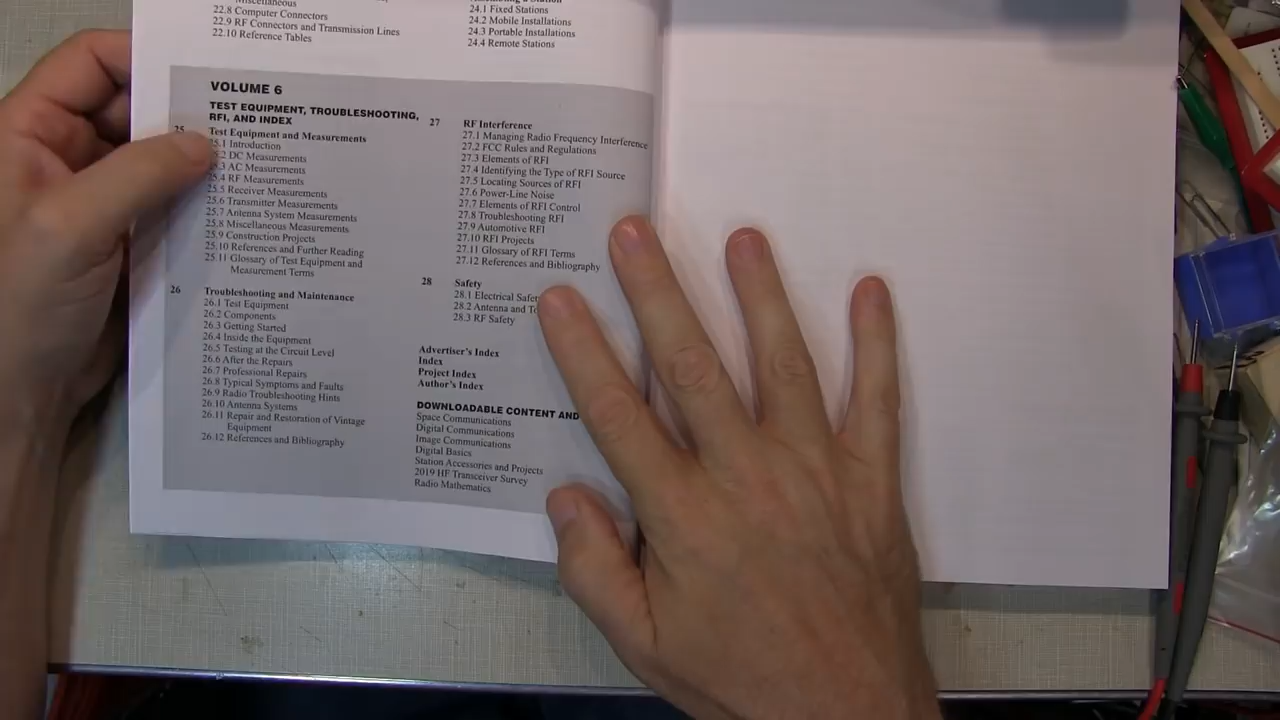 Miscellaneous
22.8 Computer Connectors
22.9 RF Connectors and Transmission Lines
22.10 Reference Tables
24.1 Fixed Stations
24.2 Mobile Installations
24.3 Portable Installations
24.4 Remote Stations
VOLUME 6
TEST EQUIPMENT, TROUBLESHOOTING,
RFI, AND INDEX
25 Test Equipment and Measurements
25.1 Introduction
.2 DC Measurements
.3 AC Measurements
25.4 RF Measurements
25.5 Receiver Measurements
25.6 Transmitter Measurements
25.7 Antenna System Measurements
25.8 Miscellaneous Measurements
25.9 Construction Projects
25.10 References and Further Reading
25.11 Glossary of Test Equipment and
Measurement Terms
26 Troubleshooting and Maintenance
26.1 Test Equipment
26.2 Components
26.3 Getting Started
26.4 Inside the Equipment
26.5 Testing at the Circuit Level
26.6 After the Repairs
26.7 Professional Repairs
26.8 Typical Symptoms and Faults
26.9 Radio Troubleshooting Hints
26.10 Antenna Systems
26.11 Repair and Restoration of Vintage
Equipment
26.12 References and Bibliography
27 RF Interference
27.1 Managing Radio Frequency Interference
27.2 FCC Rules and Regulations
27.3 Elements of RFI
27.4 Identifying the Type of RFI Source
27.5 Locating Sources of RFI
27.6 Power-Line Noise
27.7 Elements of RFI Control
27.8 Troubleshooting RFI
27.9 Automotive RFI
27.10 RFI Projects
27.11 Glossary of RFI Terms
27.12 References and Bibliography
28 Safety
28.1 Electrical Safe
28.2 Antenna and T
28.3 RF Safety
Advertiser's Index
Index
Project Index
Author's Index
DOWNLOADABLE CONTENT AND
Space Communications
Digital Communications
Image Communications
Digital Basics
Station Accessories and Projects
2019 HF Transceiver Survey
Radio Mathematics